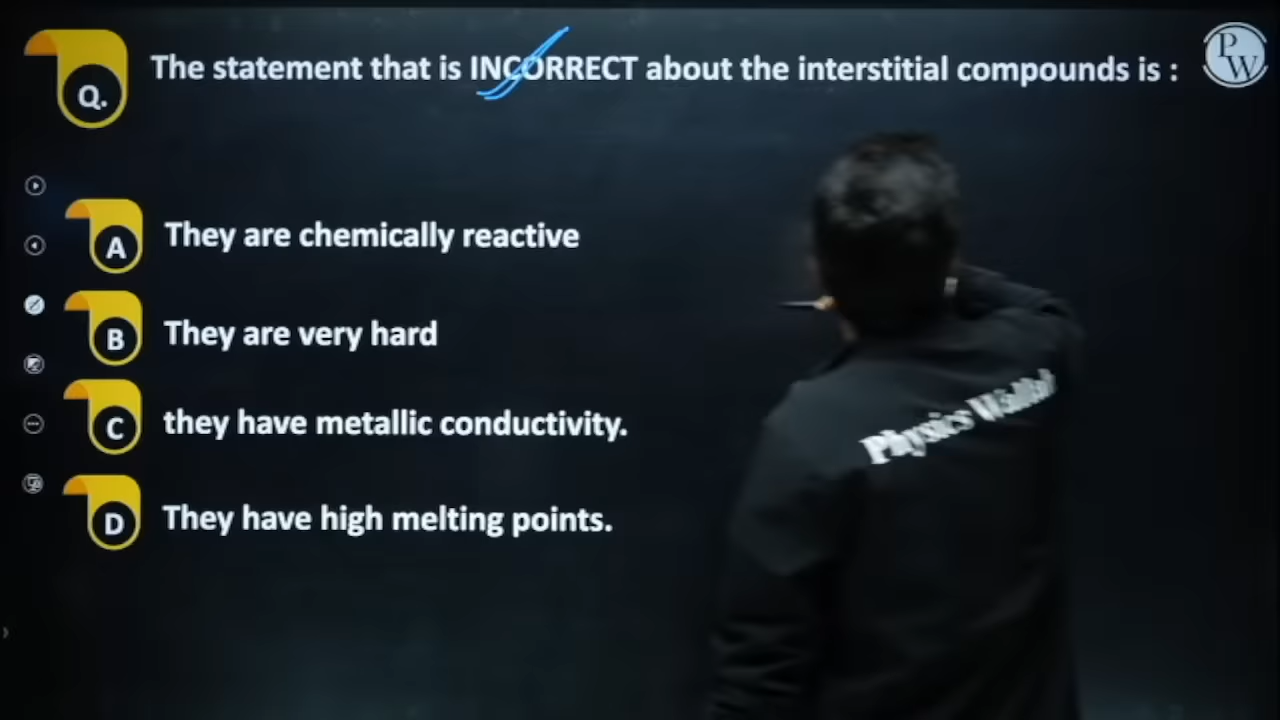 Q. The statement that is INCORRECT about the interstitial compounds is :
PW
A They are chemically reactive
B They are very hard
C they have metallic conductivity.
D They have high melting points.
Physics Wallah